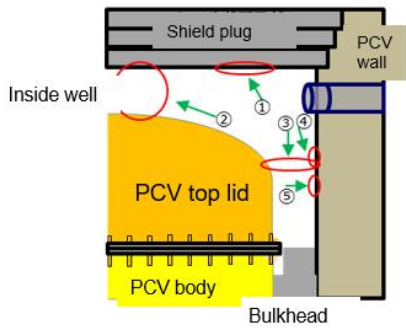 Shield plug
PCV
wall
Inside well
①
②
③ ④
PCV top lid
⑤
PCV body
Bulkhead